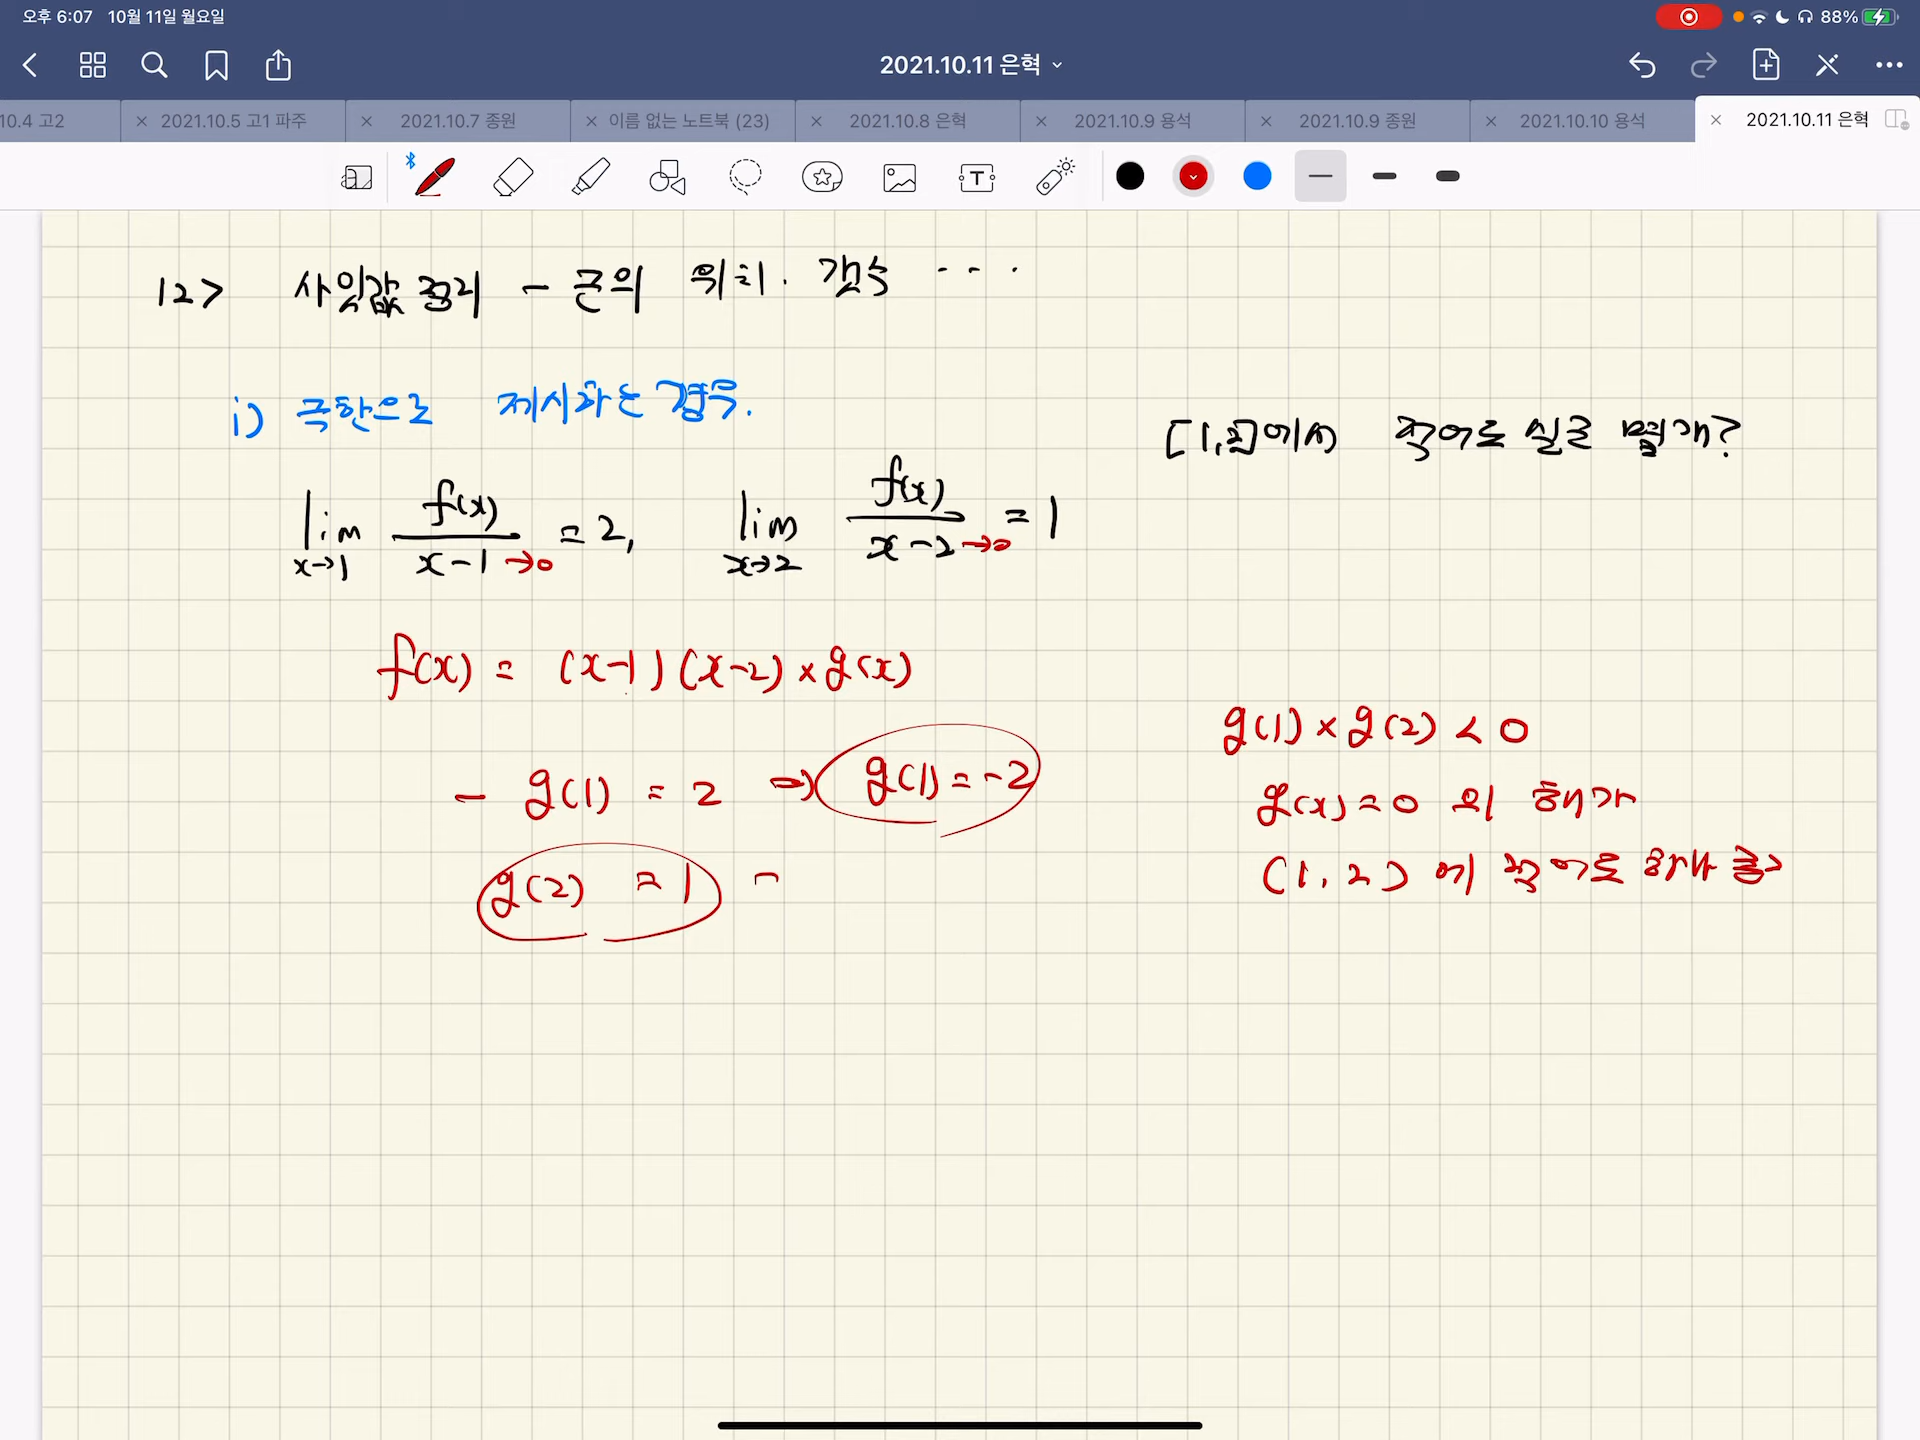 오후 6:07 10월 11일 월요일 88%
2021.10.11 은혁
10.4 고2 × 2021.10.5 고1 파주 × 2021.10.7 종원 × 이름 없는 노트북 (23) × 2021.10.8 은혁 × 2021.10.9 용석 × 2021.10.9 종원 × 2021.10.10 용석 × 2021.10.11 은혁
12> 사잇값 정리 - 근의 위치. 갯수 ···
i) 극한으로 제시하는 경우.
[1,2]에서 적어도 실근 몇개?
lim x→1 f(x)/(x-1) →0 = 2, lim x→2 f(x)/(x-2) →0 = 1
f(x) = (x-1)(x-2) × g(x)
- g(1) = 2 ⇒ g(1) = -2
g(2) = 1
g(1) × g(2) < 0
g(x) = 0 의 해가
(1, 2) 에 적어도 하나 존재